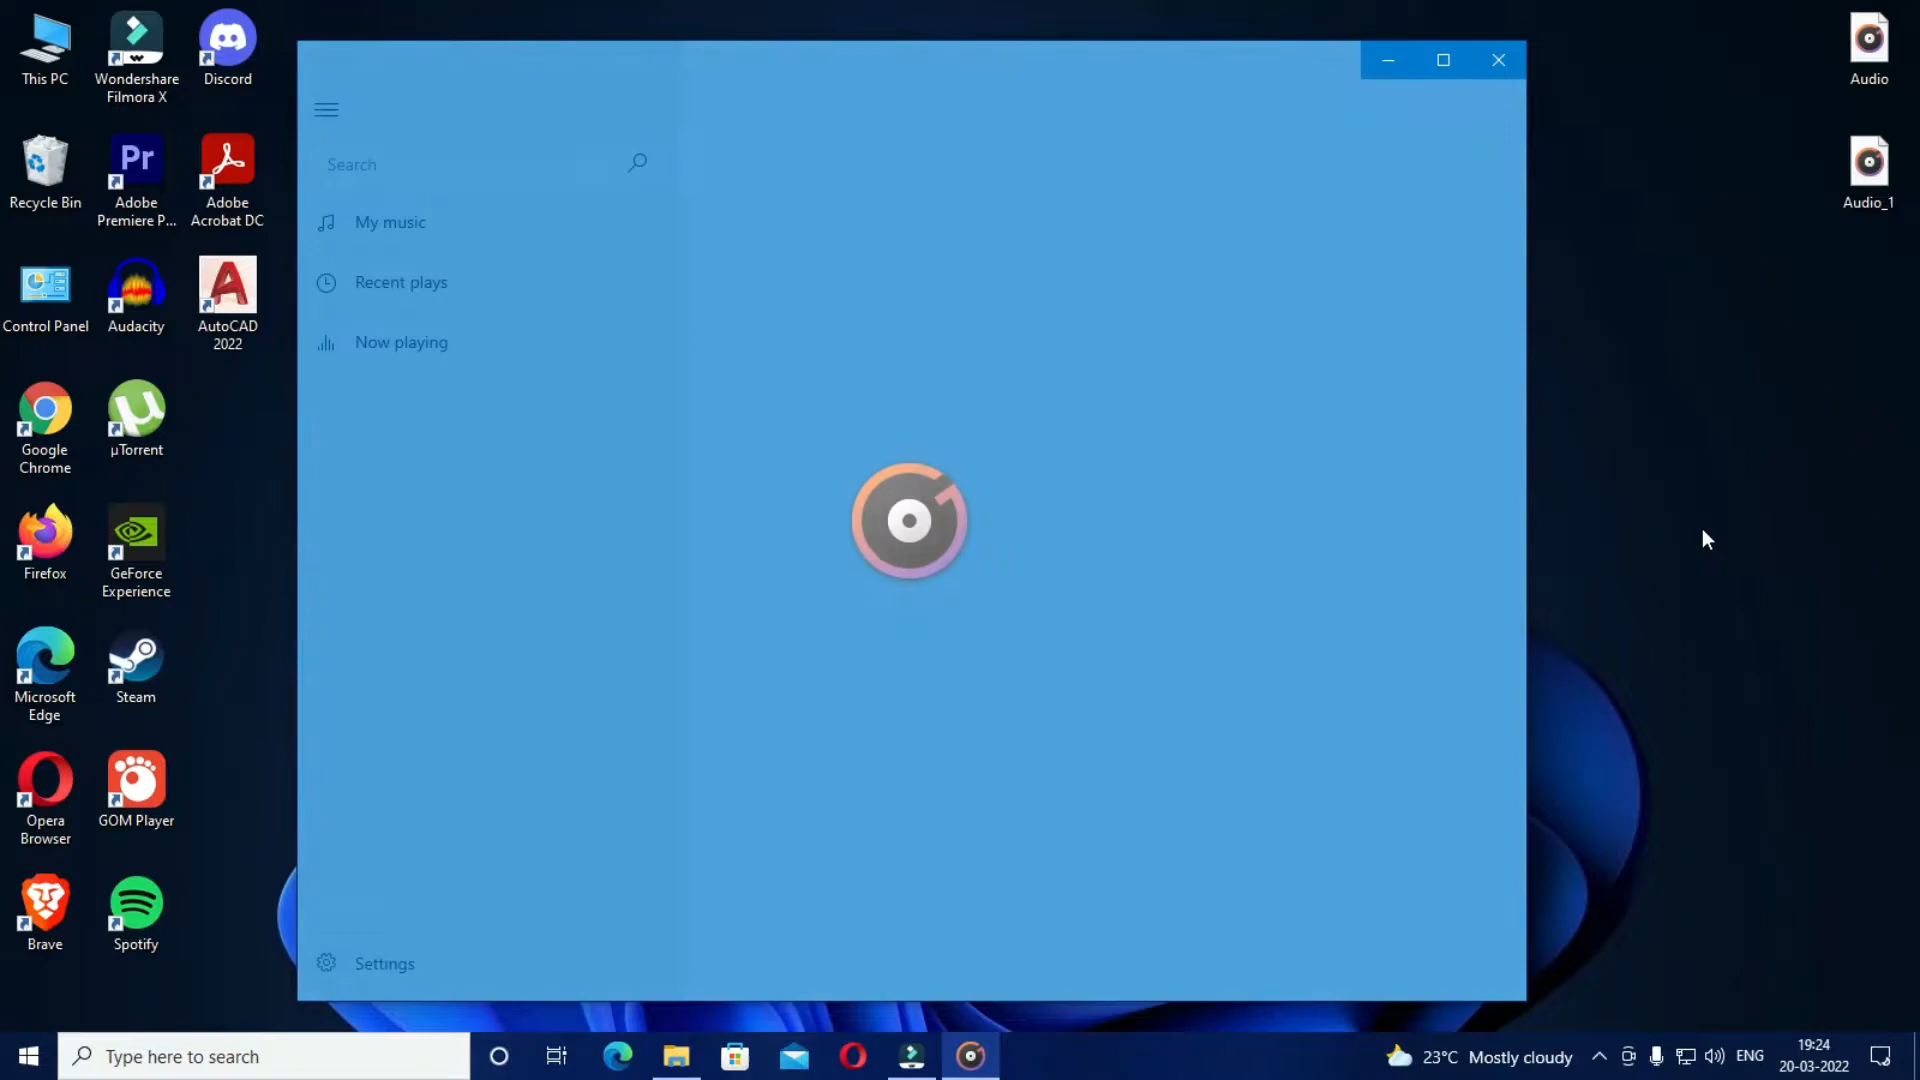 This PC
Wondershare
Filmora X
Discord
Recycle Bin
Pr
Adobe
Premiere P...
Adobe
Acrobat DC
Control Panel
Audacity
AutoCAD
2022
Google
Chrome
µTorrent
Firefox
GeForce
Experience
Microsoft
Edge
Steam
Opera
Browser
GOM Player
Brave
Spotify
Search
My music
Recent plays
Now playing
Settings
Audio
Audio_1
Type here to search
23°C Mostly cloudy
ENG
19:24
20-03-2022